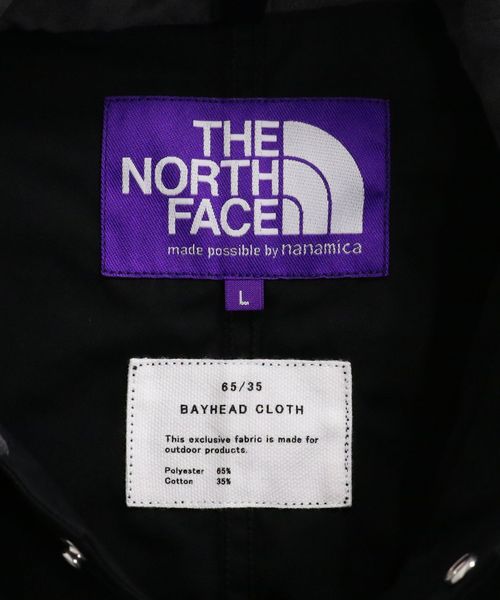 THE
NORTH
FACE
made possible by nanamica
L
65/35
BAYHEAD CLOTH
This exclusive fabric is made for
outdoor products.
Polyester 65%
Cotton 35%